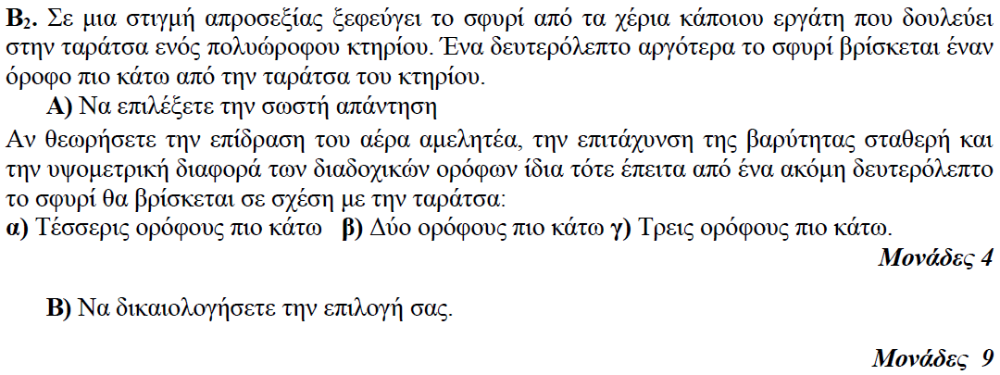 B₂. Σε μια στιγμή απροσεξίας ξεφεύγει το σφυρί από τα χέρια κάποιου εργάτη που δουλεύει
στην ταράτσα ενός πολυώροφου κτηρίου. Ένα δευτερόλεπτο αργότερα το σφυρί βρίσκεται έναν
όροφο πιο κάτω από την ταράτσα του κτηρίου.
Α) Να επιλέξετε την σωστή απάντηση
Αν θεωρήσετε την επίδραση του αέρα αμελητέα, την επιτάχυνση της βαρύτητας σταθερή και
την υψομετρική διαφορά των διαδοχικών ορόφων ίδια τότε έπειτα από ένα ακόμη δευτερόλεπτο
το σφυρί θα βρίσκεται σε σχέση με την ταράτσα:
α) Τέσσερις ορόφους πιο κάτω β) Δύο ορόφους πιο κάτω γ) Τρεις ορόφους πιο κάτω.
Μονάδες 4
Β) Να δικαιολογήσετε την επιλογή σας.
Μονάδες 9